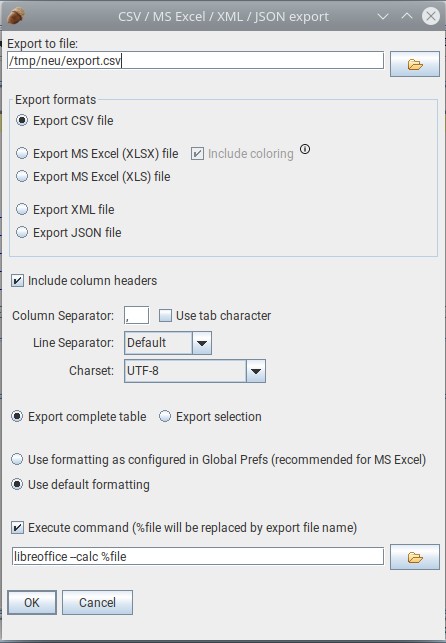 CSV / MS Excel / XML / JSON export
Export to file:
/tmp/neu/export.csv
Export formats
Export CSV file
Export MS Excel (XLSX) file Include coloring
Export MS Excel (XLS) file
Export XML file
Export JSON file
Include column headers
Column Separator: , Use tab character
Line Separator: Default
Charset: UTF-8
Export complete table Export selection
Use formatting as configured in Global Prefs (recommended for MS Excel)
Use default formatting
Execute command (%file will be replaced by export file name)
libreoffice --calc %file
OK Cancel